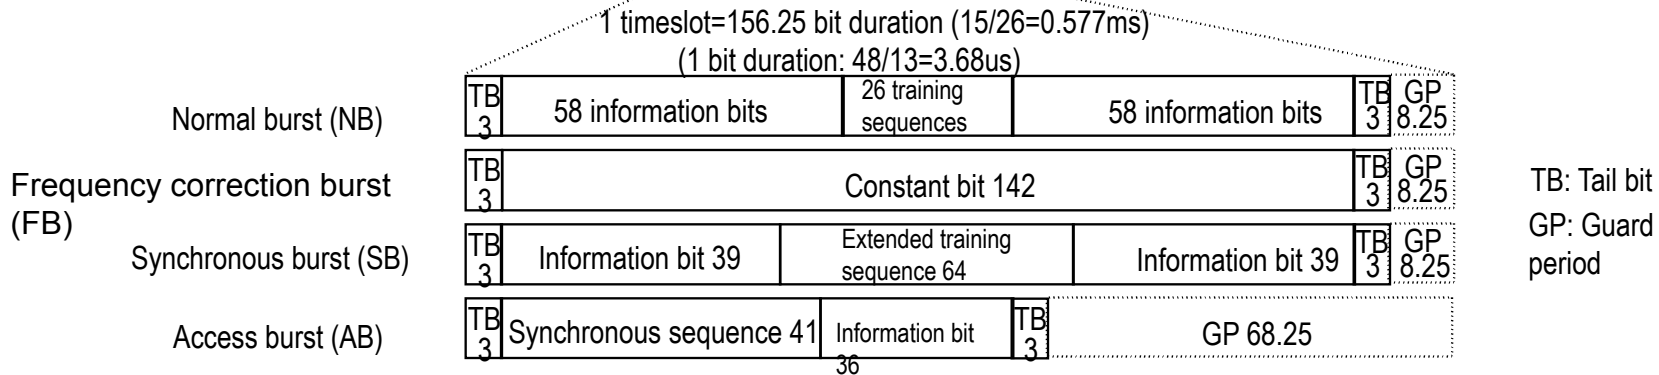 1 timeslot=156.25 bit duration (15/26=0.577ms)
(1 bit duration: 48/13=3.68us)
Normal burst (NB)
TB
3
58 information bits
26 training
sequences
58 information bits
TB
3
GP
8.25
Frequency correction burst
(FB)
TB
3
Constant bit 142
TB
3
GP
8.25
TB: Tail bit
GP: Guard
period
Synchronous burst (SB)
TB
3
Information bit 39
Extended training
sequence 64
Information bit 39
TB
3
GP
8.25
Access burst (AB)
TB
3
Synchronous sequence 41
Information bit
36
TB
3
GP 68.25